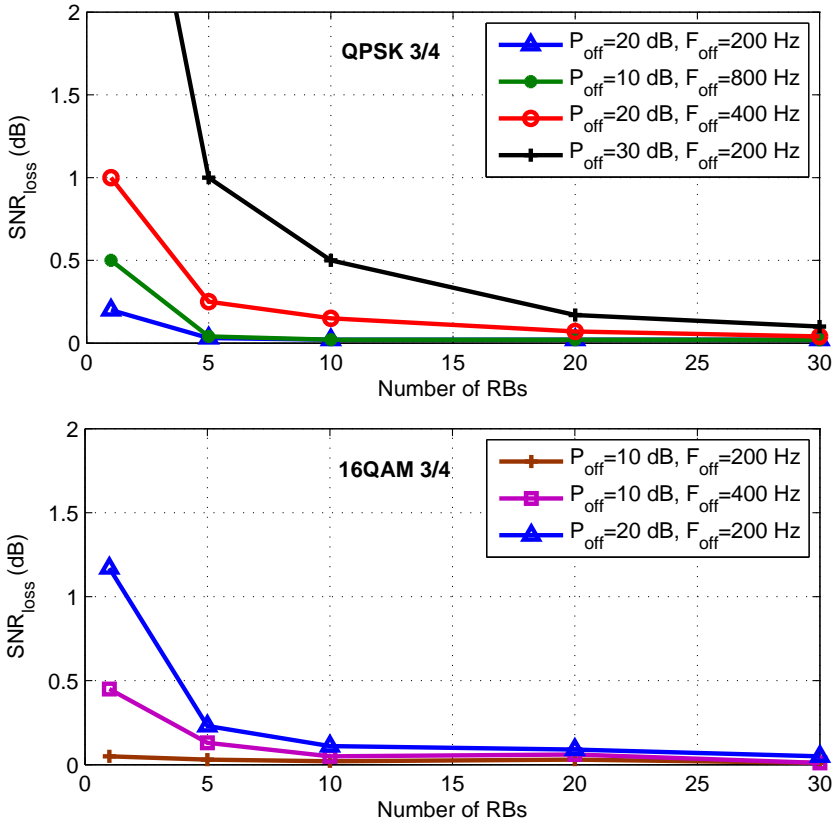 2
1.5
1
0.5
0
SNR_loss (dB)
QPSK 3/4
P_off=20 dB, F_off=200 Hz
P_off=10 dB, F_off=800 Hz
P_off=20 dB, F_off=400 Hz
P_off=30 dB, F_off=200 Hz
0 5 10 15 20 25 30
Number of RBs
2
1.5
1
0.5
0
SNR_loss (dB)
16QAM 3/4
P_off=10 dB, F_off=200 Hz
P_off=10 dB, F_off=400 Hz
P_off=20 dB, F_off=200 Hz
0 5 10 15 20 25 30
Number of RBs